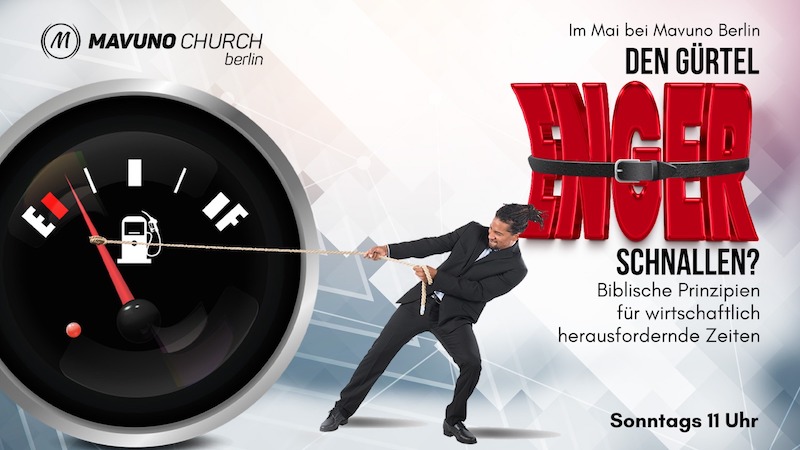 MAVUNO CHURCH
berlin
Im Mai bei Mavuno Berlin
DEN GÜRTEL
ENGER
SCHNALLEN?
Biblische Prinzipien
für wirtschaftlich
herausfordernde Zeiten
Sonntags 11 Uhr
E
F